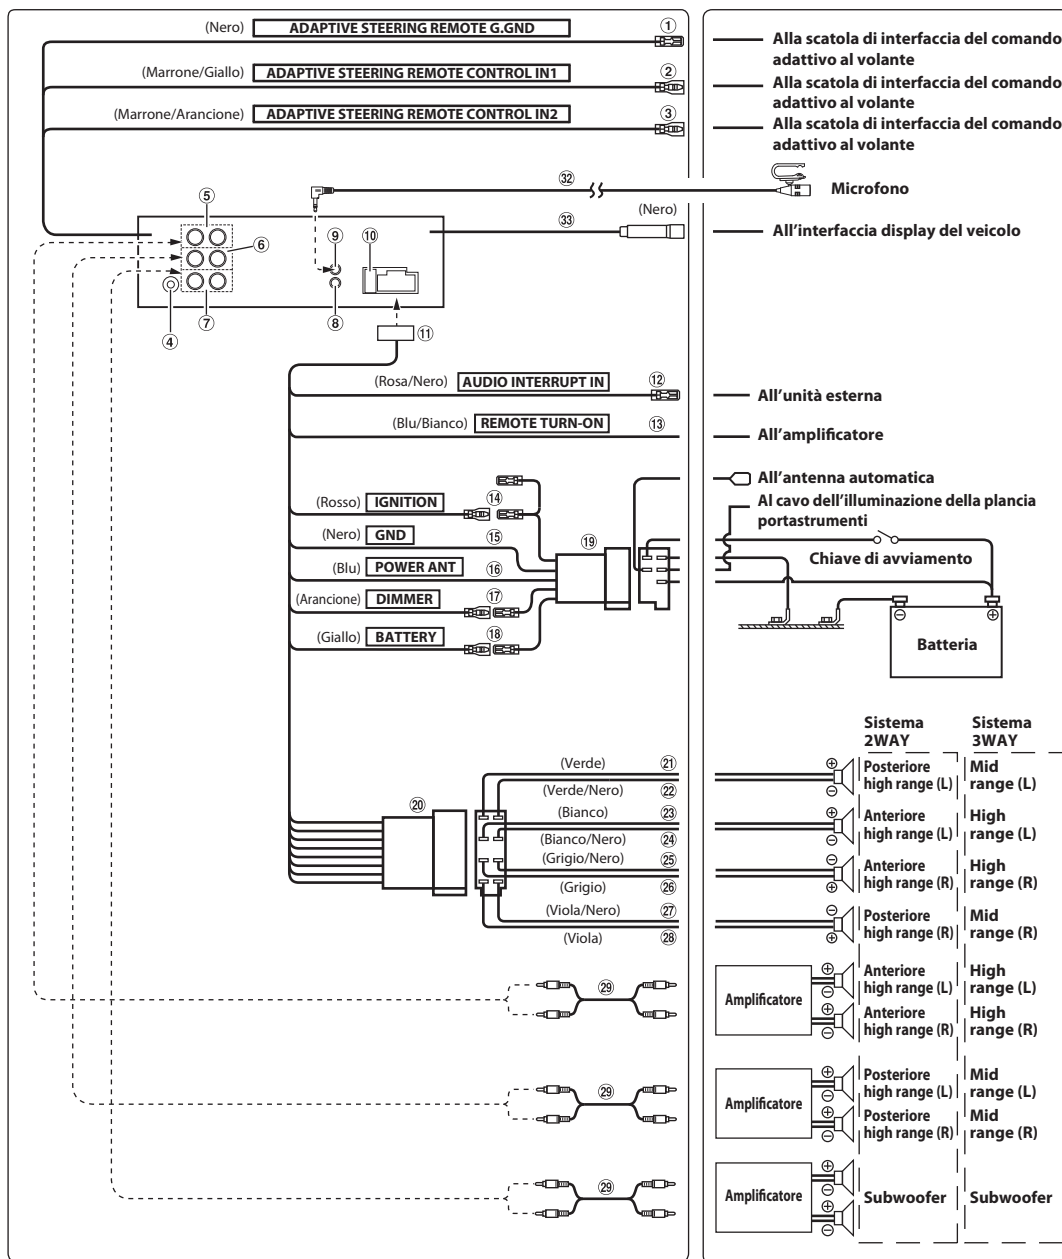 (Nero) ADAPTIVE STEERING REMOTE G.GND ①
Alla scatola di interfaccia del comando
adattivo al volante
(Marrone/Giallo) ADAPTIVE STEERING REMOTE CONTROL IN1 ②
Alla scatola di interfaccia del comando
adattivo al volante
(Marrone/Arancione) ADAPTIVE STEERING REMOTE CONTROL IN2 ③
Alla scatola di interfaccia del comando
adattivo al volante
㉜ Microfono
(Nero)
㉝ All'interfaccia display del veicolo
⑤
⑥
⑨ ⑩
④ ⑦ ⑧ ⑪
(Rosa/Nero) AUDIO INTERRUPT IN ⑫ All'unità esterna
(Blu/Bianco) REMOTE TURN-ON ⑬ All'amplificatore
All'antenna automatica
Al cavo dell'illuminazione della plancia
portastrumenti
Chiave di avviamento
(Rosso) IGNITION ⑭
(Nero) GND ⑮ ⑲
(Blu) POWER ANT ⑯
(Arancione) DIMMER ⑰
(Giallo) BATTERY ⑱
⊖ ⊕
Batteria
Sistema
2WAY
Sistema
3WAY
⑳
(Verde) ㉑
(Verde/Nero) ㉒
⊕ ⊖
Posteriore
high range (L)
Mid
range (L)
(Bianco) ㉓
(Bianco/Nero) ㉔
⊕ ⊖
Anteriore
high range (L)
High
range (L)
(Grigio/Nero) ㉕
(Grigio) ㉖
⊖ ⊕
Anteriore
high range (R)
High
range (R)
(Viola/Nero) ㉗
(Viola) ㉘
⊖ ⊕
Posteriore
high range (R)
Mid
range (R)
㉙
Amplificatore
⊕ ⊖
Anteriore
high range (L)
High
range (L)
⊕ ⊖
Anteriore
high range (R)
High
range (R)
㉙
Amplificatore
⊕ ⊖
Posteriore
high range (L)
Mid
range (L)
⊕ ⊖
Posteriore
high range (R)
Mid
range (R)
㉙
Amplificatore
⊕ ⊖
⊕ ⊖
Subwoofer
Subwoofer